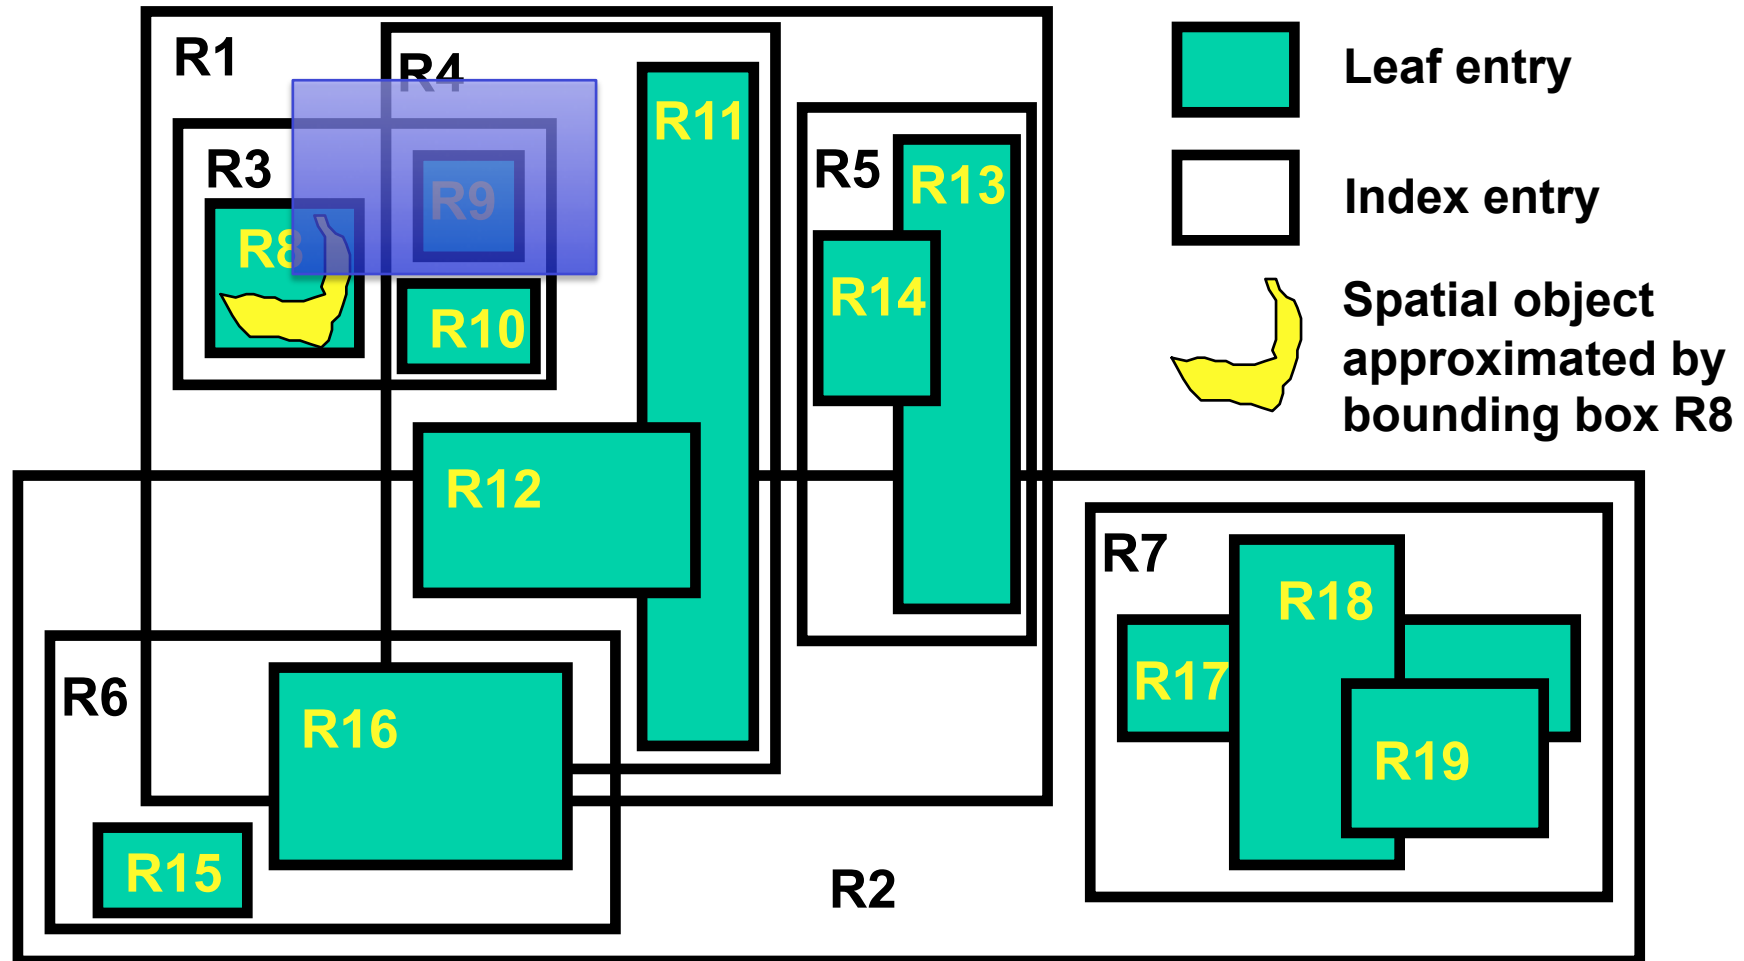 R1
R4
R11
R3
R9
R8
R10
R5
R13
R14
R12
R7
R18
R17
R19
R6
R16
R15
R2
Leaf entry
Index entry
Spatial object
approximated by
bounding box R8